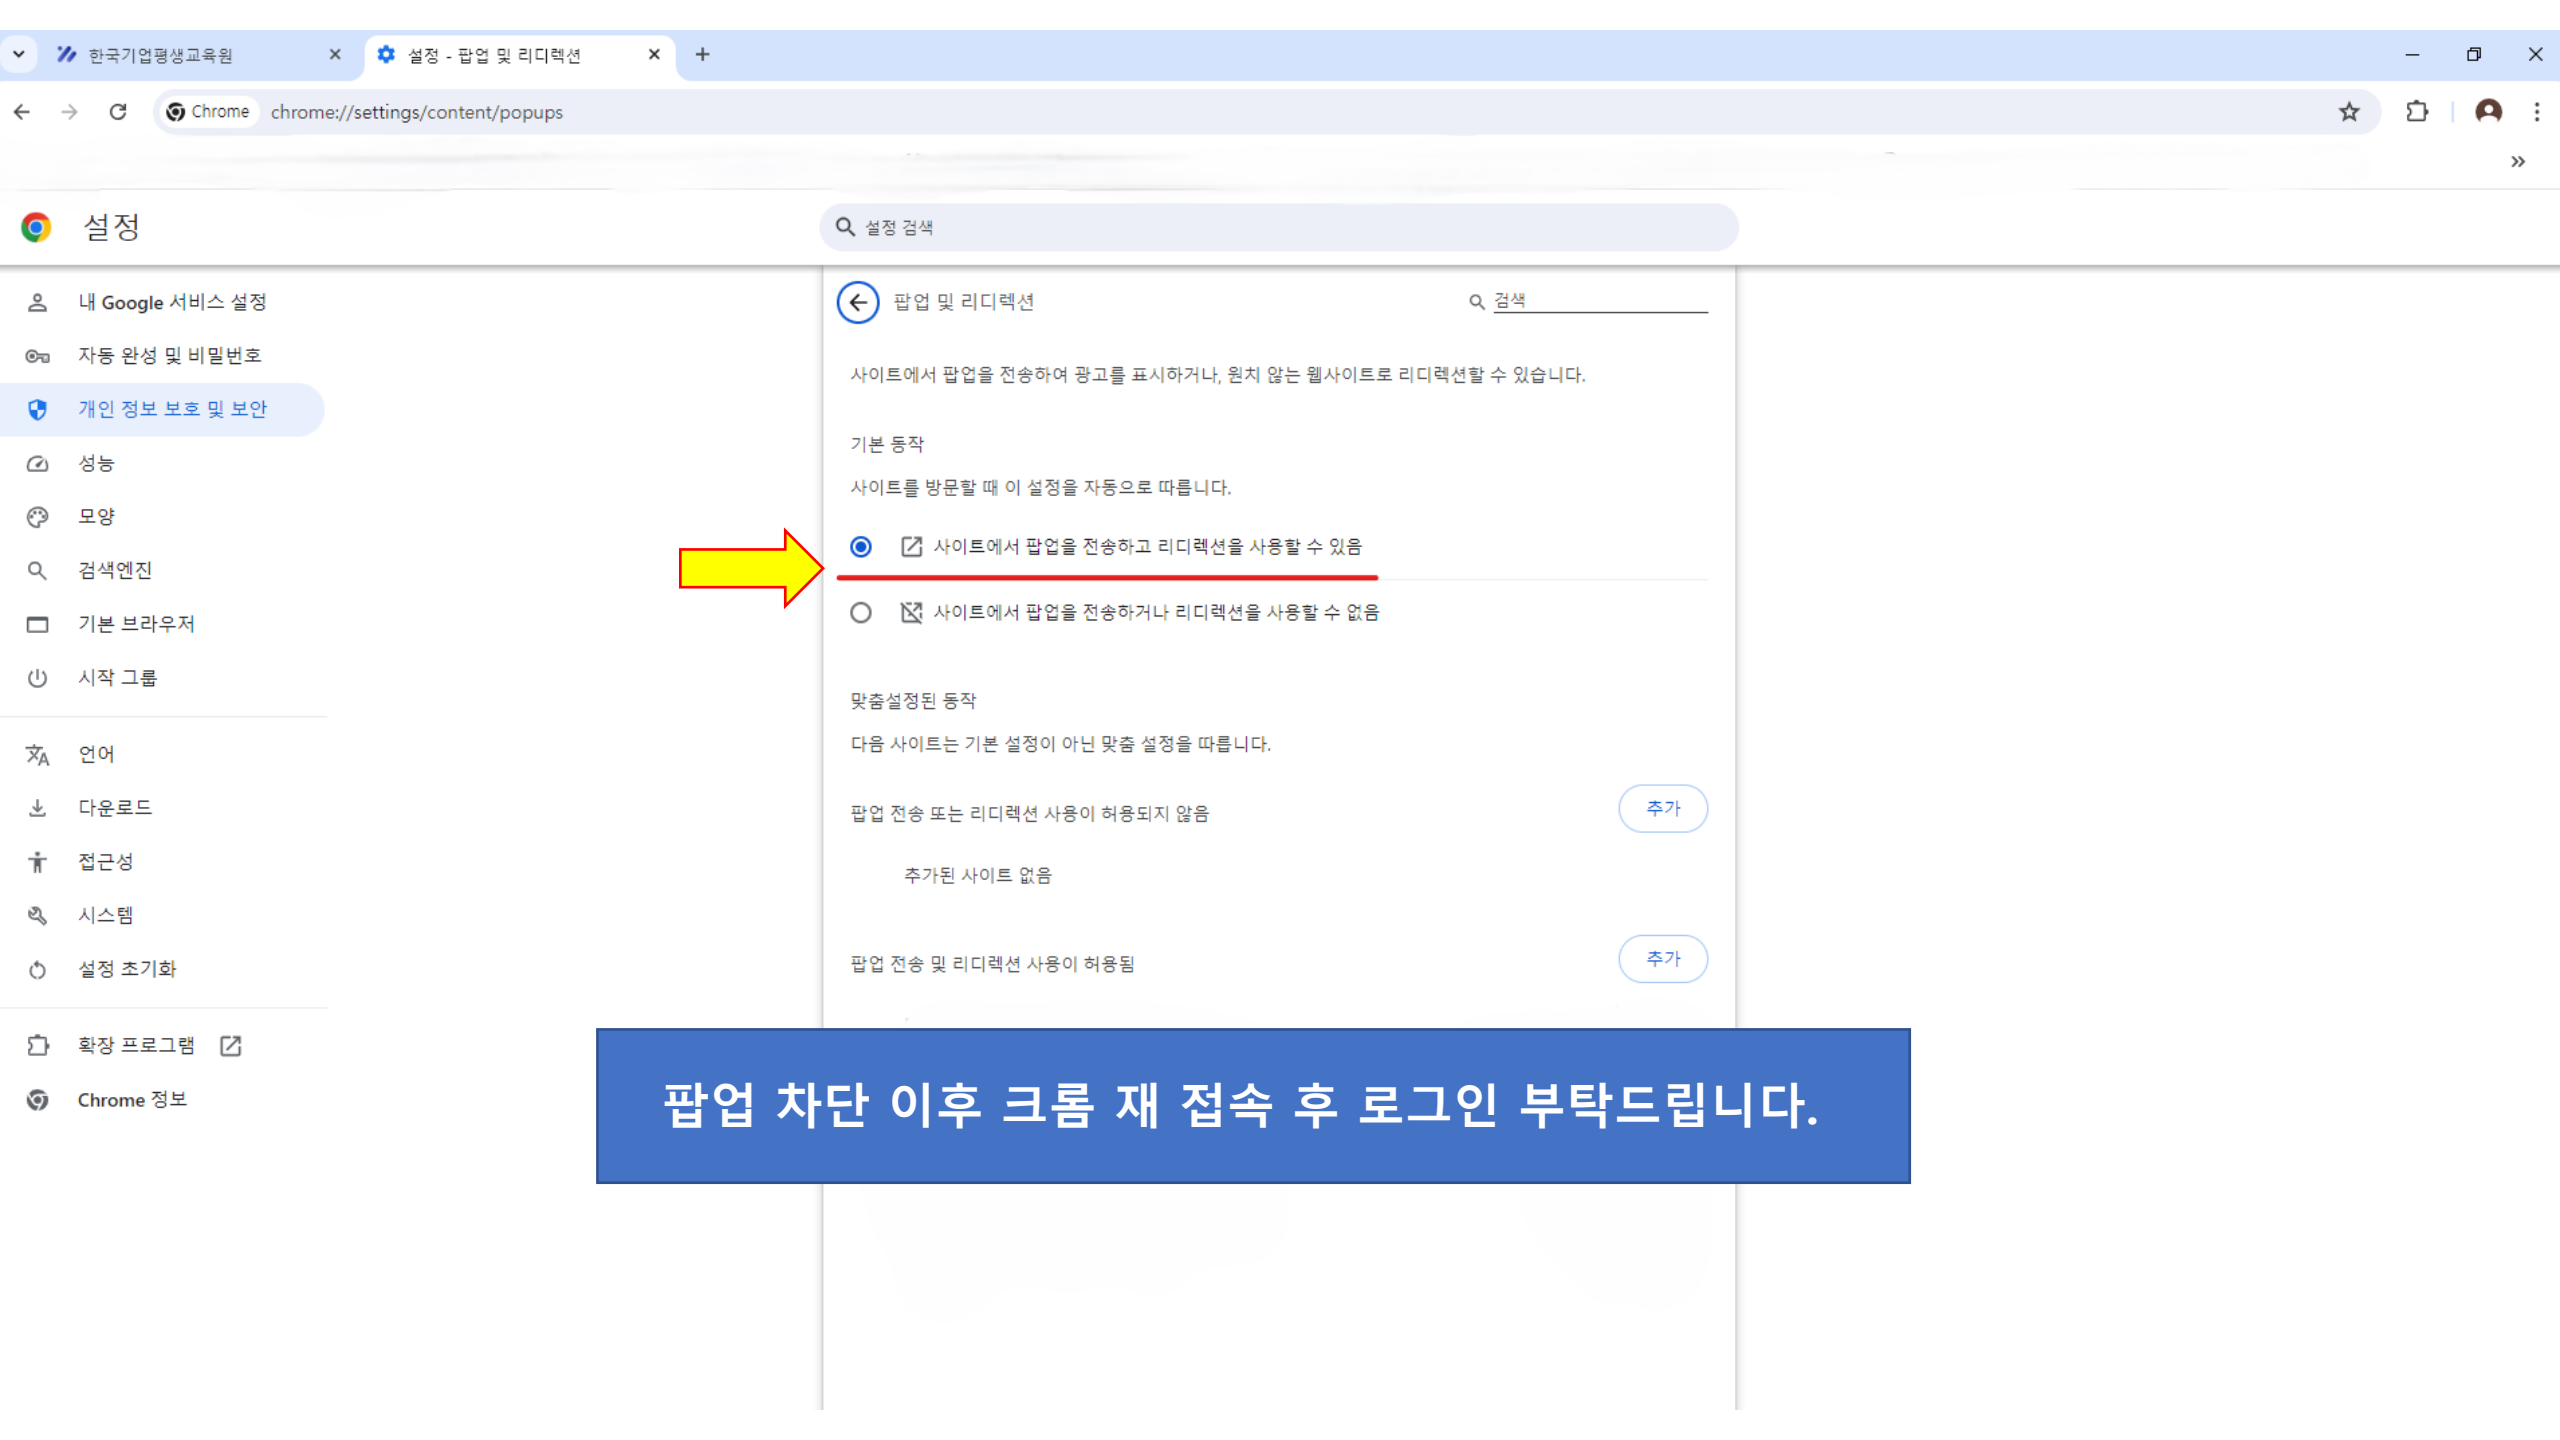 한국기업평생교육원
설정 - 팝업 및 리디렉션
Chrome
chrome://settings/content/popups
설정
설정 검색
내 Google 서비스 설정
자동 완성 및 비밀번호
개인 정보 보호 및 보안
성능
모양
검색엔진
기본 브라우저
시작 그룹
언어
다운로드
접근성
시스템
설정 초기화
확장 프로그램
Chrome 정보
팝업 및 리디렉션
검색
사이트에서 팝업을 전송하여 광고를 표시하거나, 원치 않는 웹사이트로 리디렉션할 수 있습니다.
기본 동작
사이트를 방문할 때 이 설정을 자동으로 따릅니다.
사이트에서 팝업을 전송하고 리디렉션을 사용할 수 있음
사이트에서 팝업을 전송하거나 리디렉션을 사용할 수 없음
맞춤설정된 동작
다음 사이트는 기본 설정이 아닌 맞춤 설정을 따릅니다.
팝업 전송 또는 리디렉션 사용이 허용되지 않음
추가
추가된 사이트 없음
팝업 전송 및 리디렉션 사용이 허용됨
추가
팝업 차단 이후 크롬 재 접속 후 로그인 부탁드립니다.